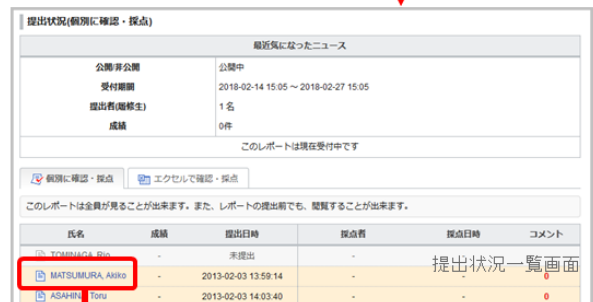 提出状況(個別に確認・採点)
最近気になったニュース
公開/非公開 公開中
受付期間 2018-02-14 15:05 ～ 2018-02-27 15:05
提出者(履修生) 1 名
成績 0件
このレポートは現在受付中です
個別に確認・採点 エクセルで確認・採点
このレポートは全員が見ることが出来ます。また、レポートの提出前でも、閲覧することが出来ます。
氏名 成績 提出日時 採点者 採点日時 コメント
TOMINAGA, Rio - 未提出 -
提出状況一覧画面
MATSUMURA, Akiko - 2013-02-03 13:59:14 - - 0
ASAHINA, Toru - 2013-02-03 14:03:40 - - 0